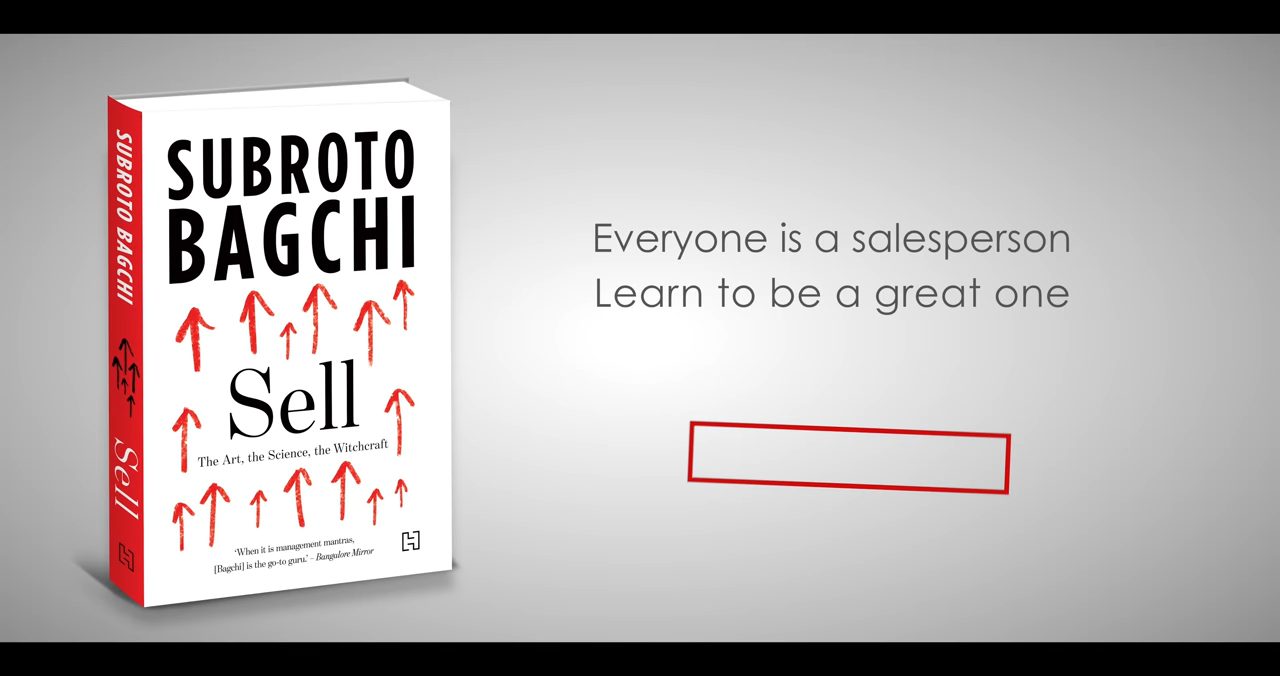 SUBROTO BAGCHI
Sell
SUBROTO
BAGCHI
Sell
The Art, the Science, the Witchcraft
'When it is management mantras,
[Bagchi] is the go-to guru.' – Bangalore Mirror
Everyone is a salesperson
Learn to be a great one